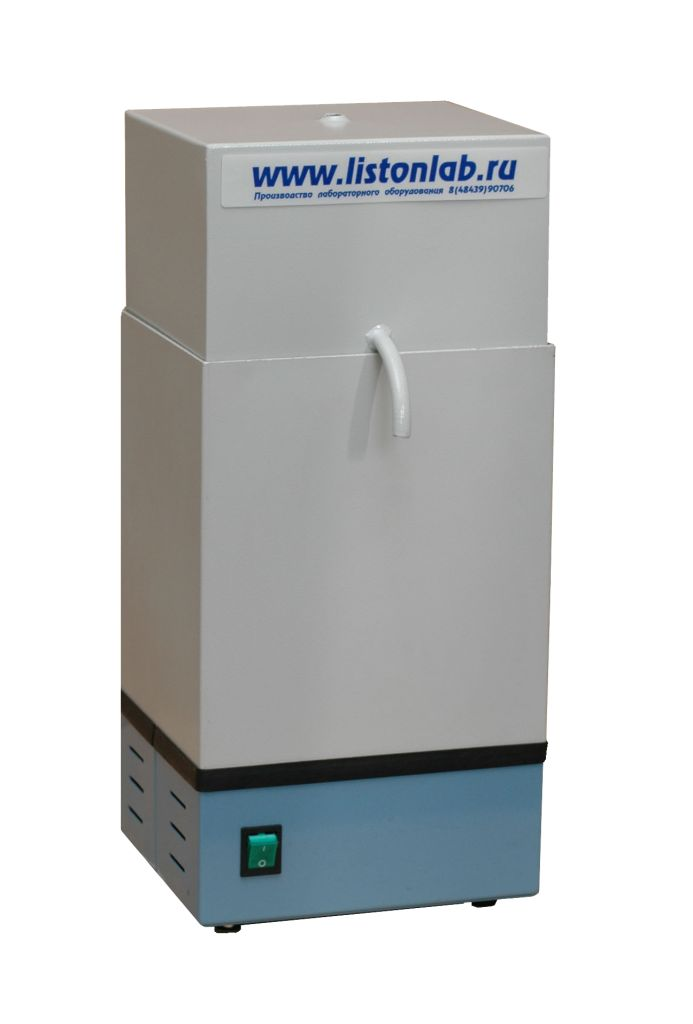 www.listonlab.ru
Производство лабораторного оборудования 8(48439)90706